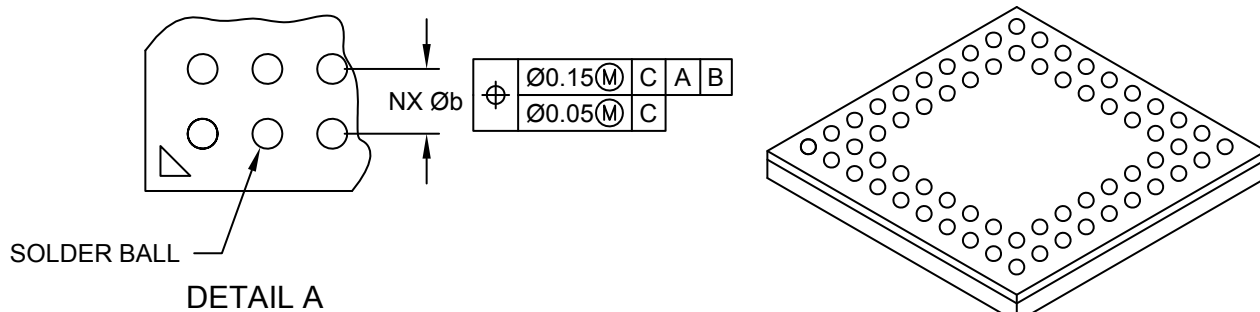 NX Øb
⌖ Ø0.15Ⓜ C A B
Ø0.05Ⓜ C
SOLDER BALL
DETAIL A